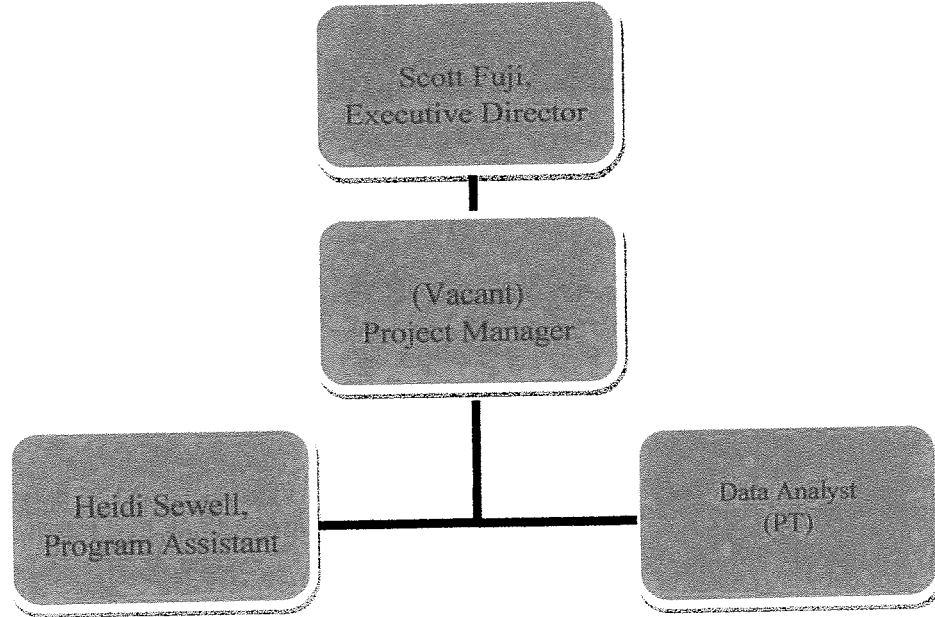 Scott Fuji,
Executive Director
(Vacant)
Project Manager
Heidi Sewell,
Program Assistant
Data Analyst
(PT)